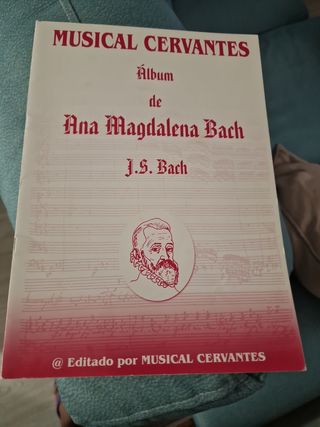 MUSICAL CERVANTES
Álbum
de
Ana Magdalena Bach
J.S. Bach
@ Editado por MUSICAL CERVANTES